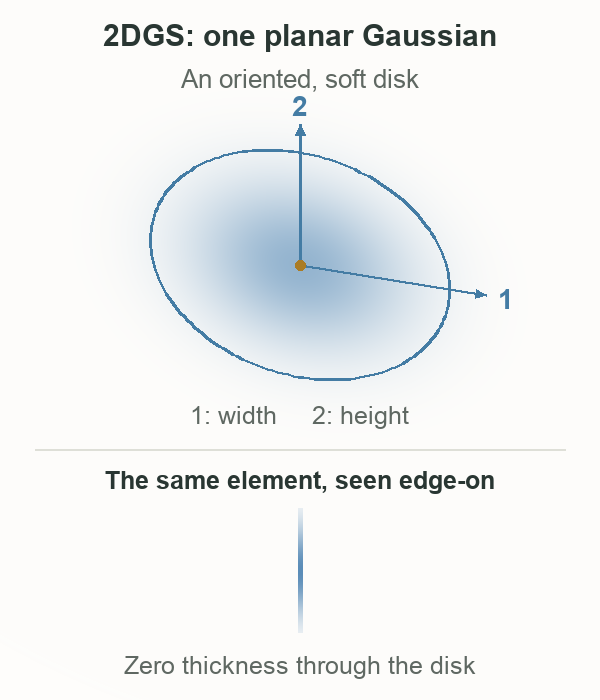 2DGS: one planar Gaussian
An oriented, soft disk
2
1
1: width 2: height
The same element, seen edge-on
Zero thickness through the disk